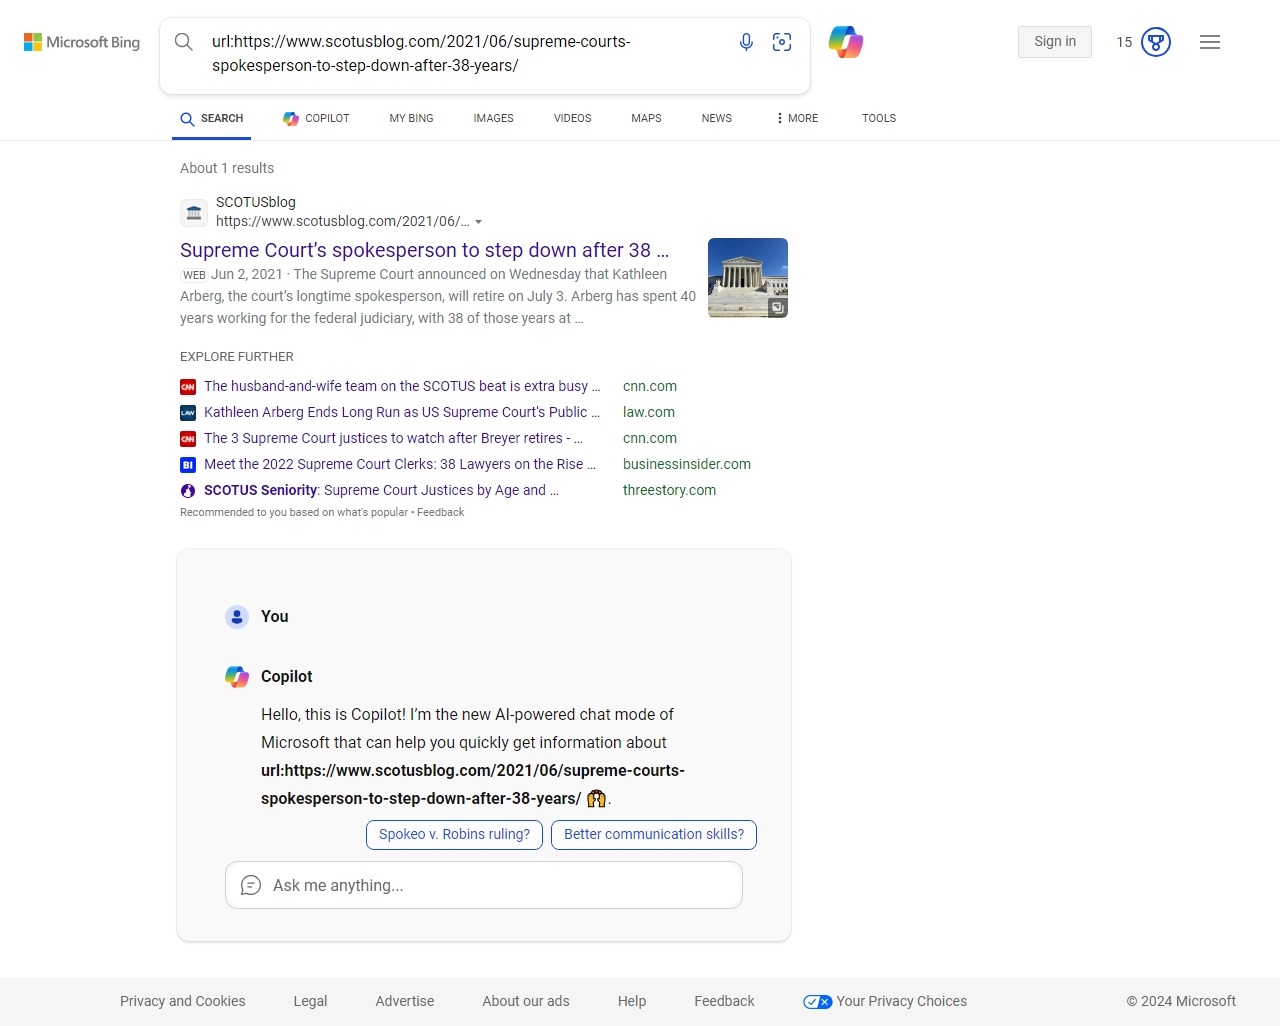 Microsoft Bing
url:https://www.scotusblog.com/2021/06/supreme-courts-
spokesperson-to-step-down-after-38-years/
Sign in
15
SEARCH
COPILOT
MY BING
IMAGES
VIDEOS
MAPS
NEWS
MORE
TOOLS
About 1 results
SCOTUSblog
https://www.scotusblog.com/2021/06/...
Supreme Court’s spokesperson to step down after 38 ...
WEB Jun 2, 2021 · The Supreme Court announced on Wednesday that Kathleen
Arberg, the court’s longtime spokesperson, will retire on July 3. Arberg has spent 40
years working for the federal judiciary, with 38 of those years at ...
EXPLORE FURTHER
CNN The husband-and-wife team on the SCOTUS beat is extra busy ... cnn.com
LAW Kathleen Arberg Ends Long Run as US Supreme Court's Public ... law.com
CNN The 3 Supreme Court justices to watch after Breyer retires - ... cnn.com
BI Meet the 2022 Supreme Court Clerks: 38 Lawyers on the Rise ... businessinsider.com
SCOTUS Seniority: Supreme Court Justices by Age and ... threestory.com
Recommended to you based on what's popular • Feedback
You
Copilot
Hello, this is Copilot! I’m the new AI-powered chat mode of
Microsoft that can help you quickly get information about
url:https://www.scotusblog.com/2021/06/supreme-courts-
spokesperson-to-step-down-after-38-years/ 🙌.
Spokeo v. Robins ruling?
Better communication skills?
Ask me anything...
Privacy and Cookies
Legal
Advertise
About our ads
Help
Feedback
Your Privacy Choices
© 2024 Microsoft